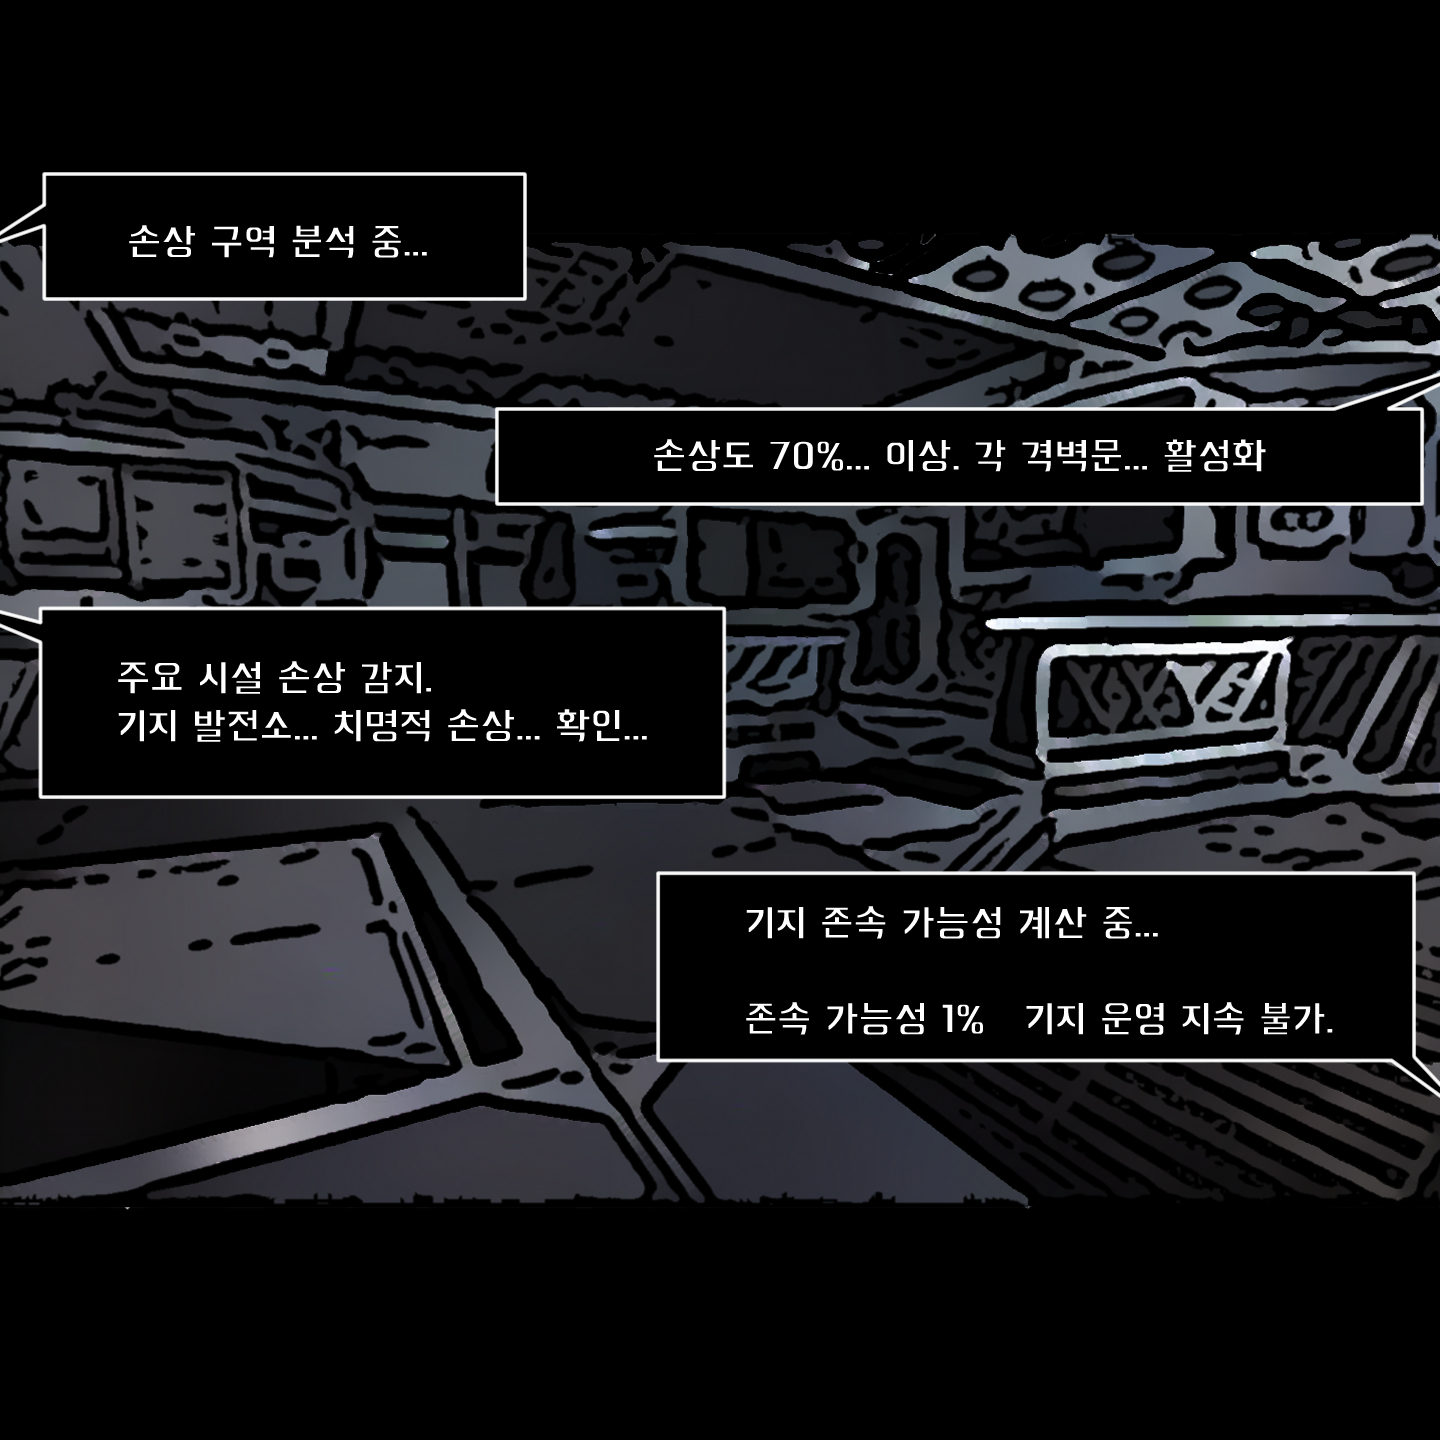 손상 구역 분석 중...
손상도 70%... 이상. 각 격벽문... 활성화
주요 시설 손상 감지.
기지 발전소... 치명적 손상... 확인...
기지 존속 가능성 계산 중...
존속 가능성 1% 기지 운영 지속 불가.